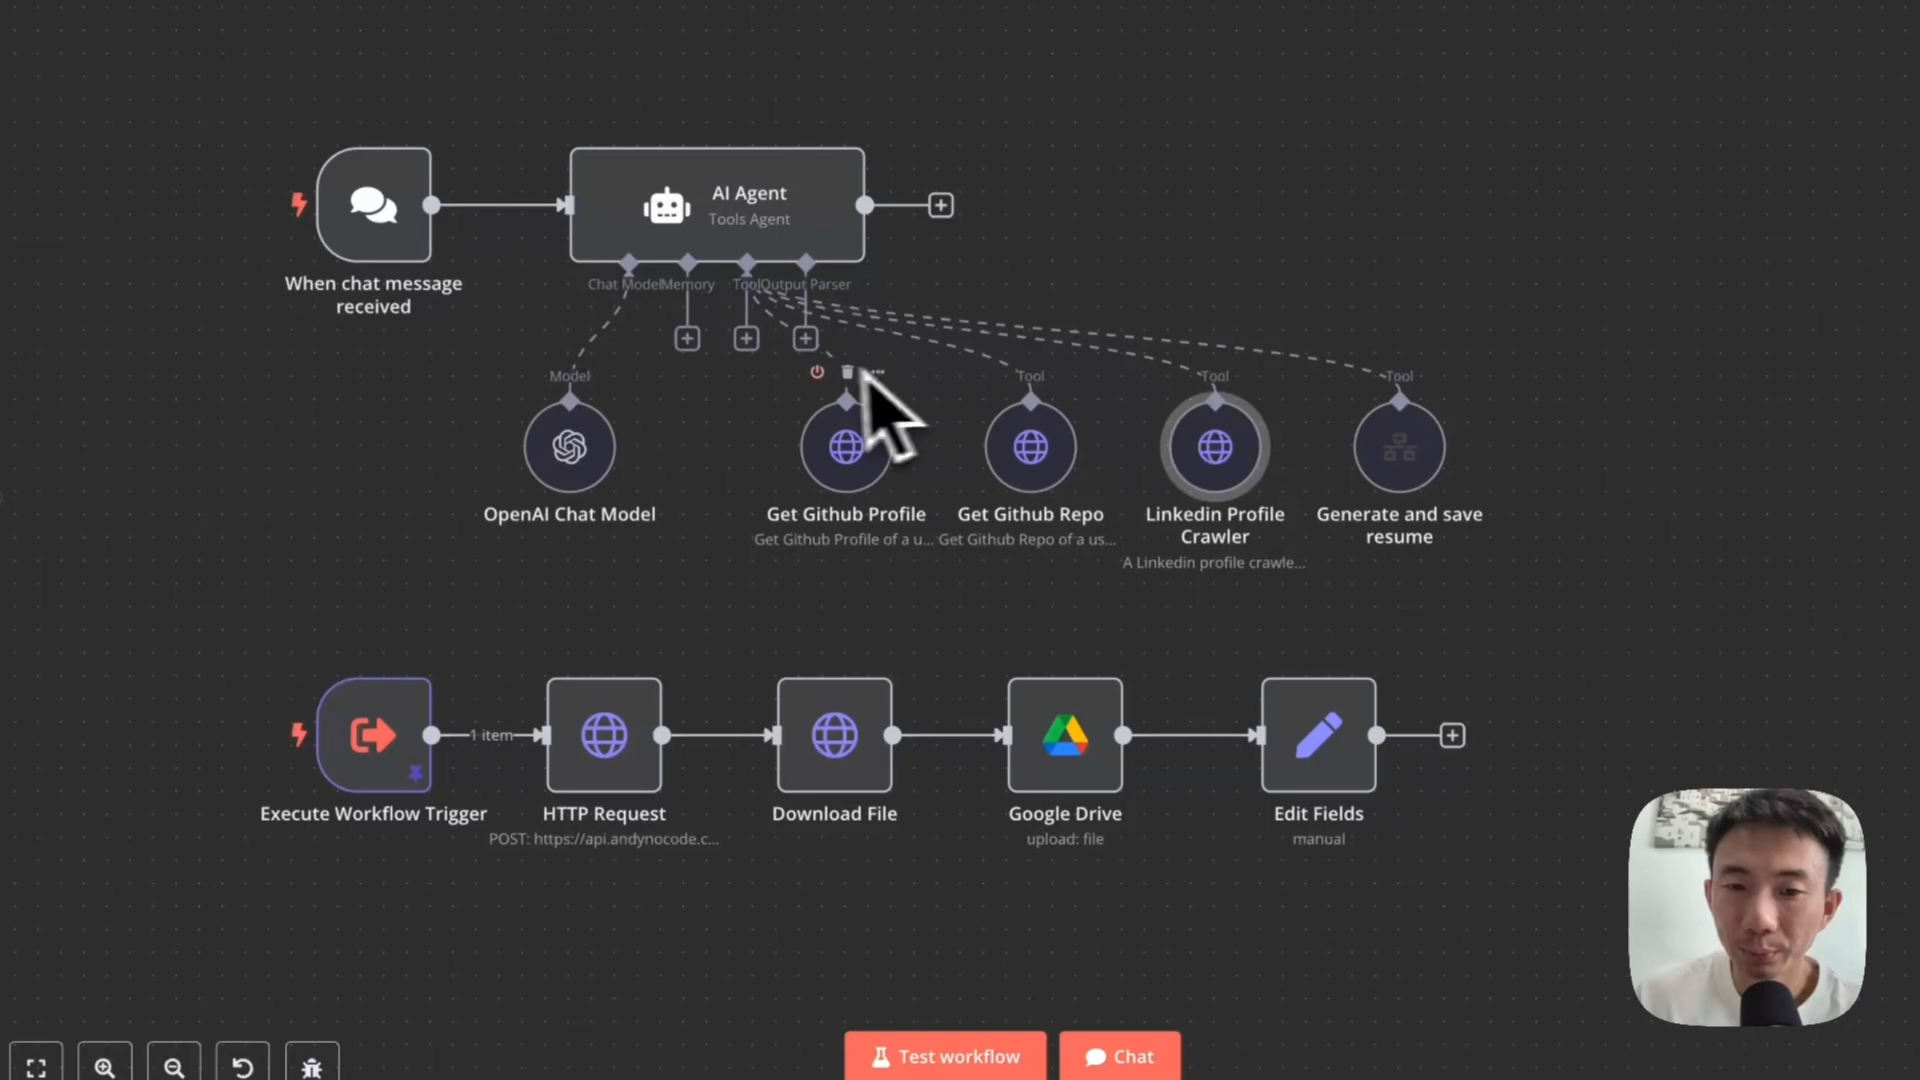 AI Agent
Tools Agent
When chat message
received
Chat Model
Memory
Tool
Output Parser
Model
Tool
Tool
Tool
OpenAI Chat Model
Get Github Profile
Get Github Profile of a u...
Get Github Repo
Get Github Repo of a us...
Linkedin Profile
Crawler
A Linkedin profile crawle...
Generate and save
resume
1 item
Execute Workflow Trigger
HTTP Request
POST: https://api.andynocode.c...
Download File
Google Drive
upload: file
Edit Fields
manual
Test workflow
Chat